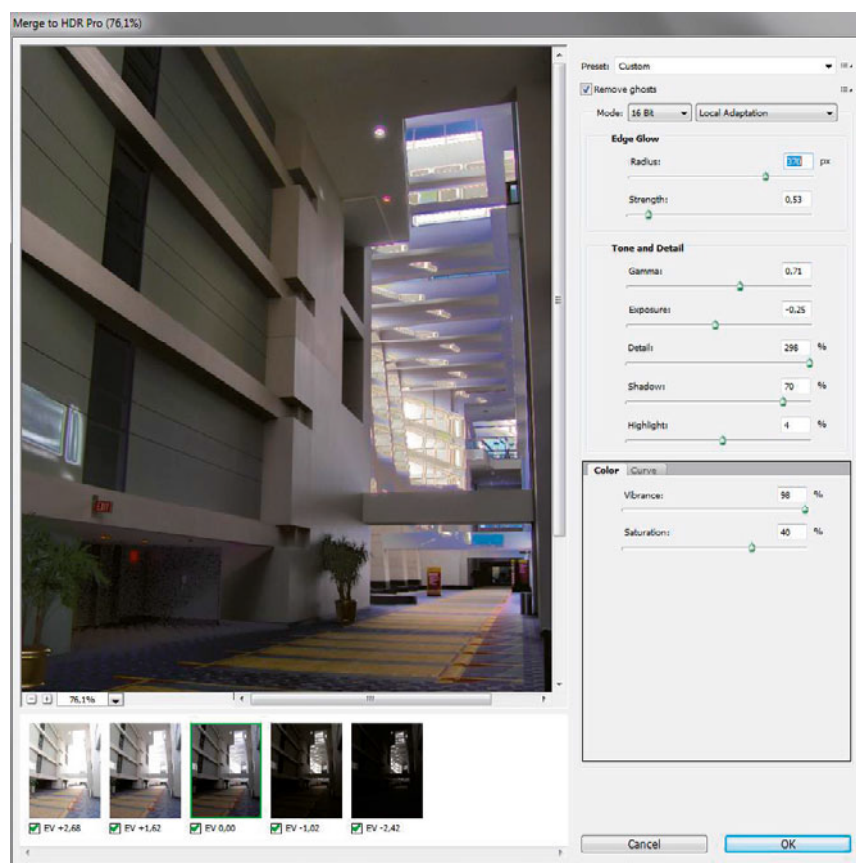 Merge to HDR Pro (76,1%)
Preset: Custom
Remove ghosts
Mode: 16 Bit Local Adaptation
Edge Glow
Radius: 370 px
Strength: 0,53
Tone and Detail
Gamma: 0,71
Exposure: -0,25
Detail: 298 %
Shadow: 70 %
Highlight: 4 %
Color Curve
Vibrance: 98 %
Saturation: 40 %
EXIT
76,1%
EV +2,68 EV +1,62 EV 0,00 EV -1,02 EV -2,42
Cancel OK